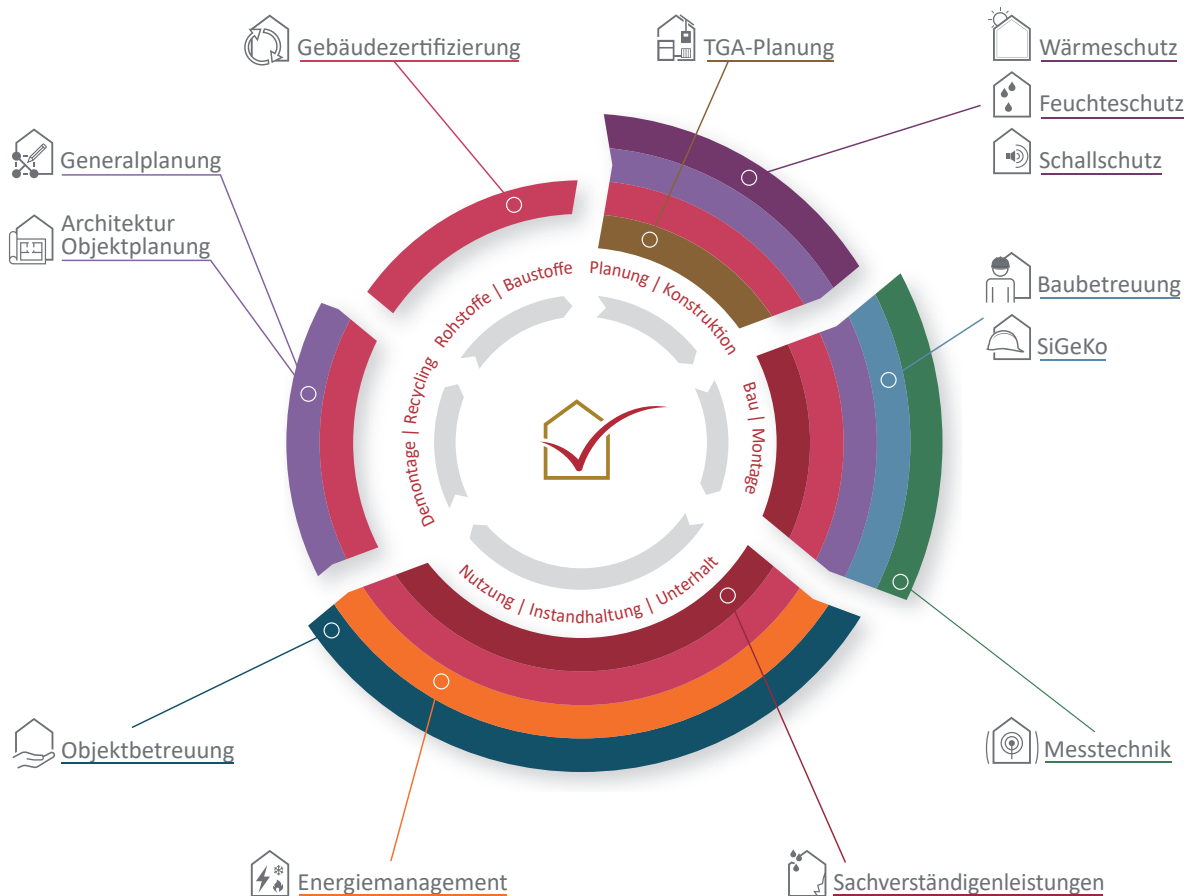 Gebäudezertifizierung
TGA-Planung
Wärmeschutz
Feuchteschutz
Schallschutz
Generalplanung
Architektur
Objektplanung
Baubetreuung
SiGeKo
Rohstoffe | Baustoffe
Planung | Konstruktion
Bau | Montage
Nutzung | Instandhaltung | Unterhalt
Demontage | Recycling
Objektbetreuung
Messtechnik
Energiemanagement
Sachverständigenleistungen